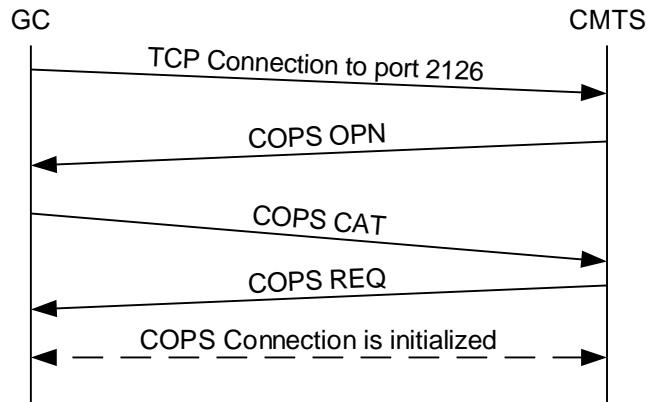 GC
CMTS
TCP Connection to port 2126
COPS OPN
COPS CAT
COPS REQ
COPS Connection is initialized